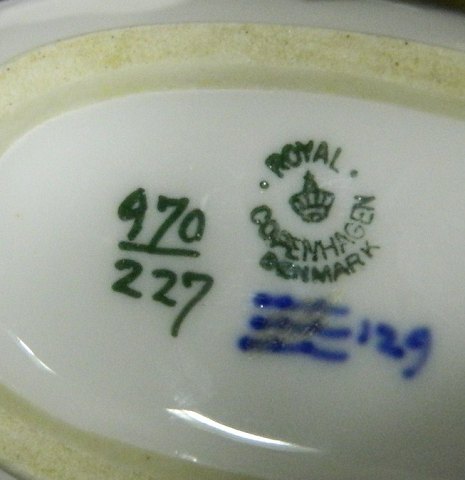 ROYAL
COPENHAGEN
DENMARK
970
227
129